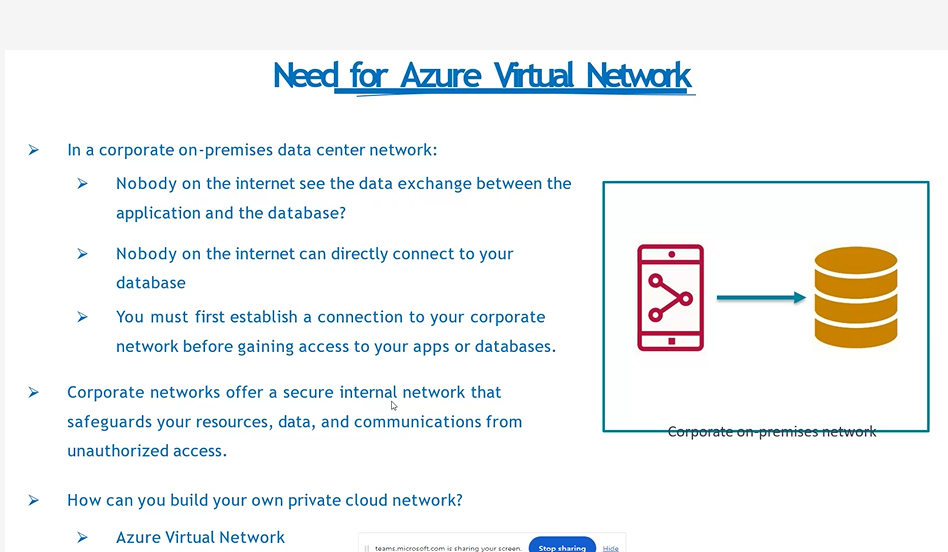 Need for Azure Virtual Network
In a corporate on-premises data center network:
Nobody on the internet see the data exchange between the
application and the database?
Nobody on the internet can directly connect to your
database
You must first establish a connection to your corporate
network before gaining access to your apps or databases.
Corporate networks offer a secure internal network that
safeguards your resources, data, and communications from
unauthorized access.
How can you build your own private cloud network?
Azure Virtual Network
Corporate on-premises network
teams.microsoft.com is sharing your screen. Stop sharing Hide